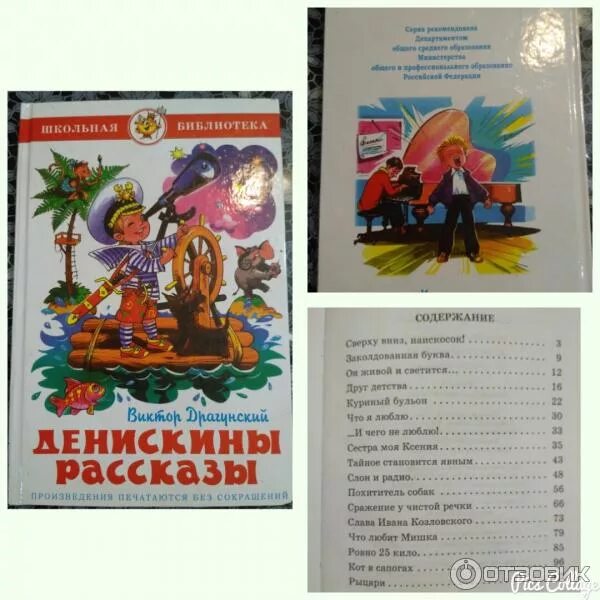 ШКОЛЬНАЯ БИБЛИОТЕКА
Виктор Драгунский
ДЕНИСКИНЫ
РАССКАЗЫ
ПРОИЗВЕДЕНИЯ ПЕЧАТАЮТСЯ БЕЗ СОКРАЩЕНИЙ
Серия рекомендована
Департаментом
общего среднего образования
Министерства
общего и профессионального образования
Российской Федерации
СОДЕРЖАНИЕ
Сверху вниз, наискосок! 3
Заколдованная буква 9
Он живой и светится... 12
Друг детства 16
Куриный бульон 22
Что я люблю 30
...И чего не люблю! 33
Сестра моя Ксения 35
Тайное становится явным 43
Слон и радио 48
Похититель собак 56
Сражение у чистой речки 66
Слава Ивана Козловского 73
Что любит Мишка 79
Ровно 25 кило 85
Кот в сапогах 96
Рыцари
ОТЗОВИК
Pics Collage